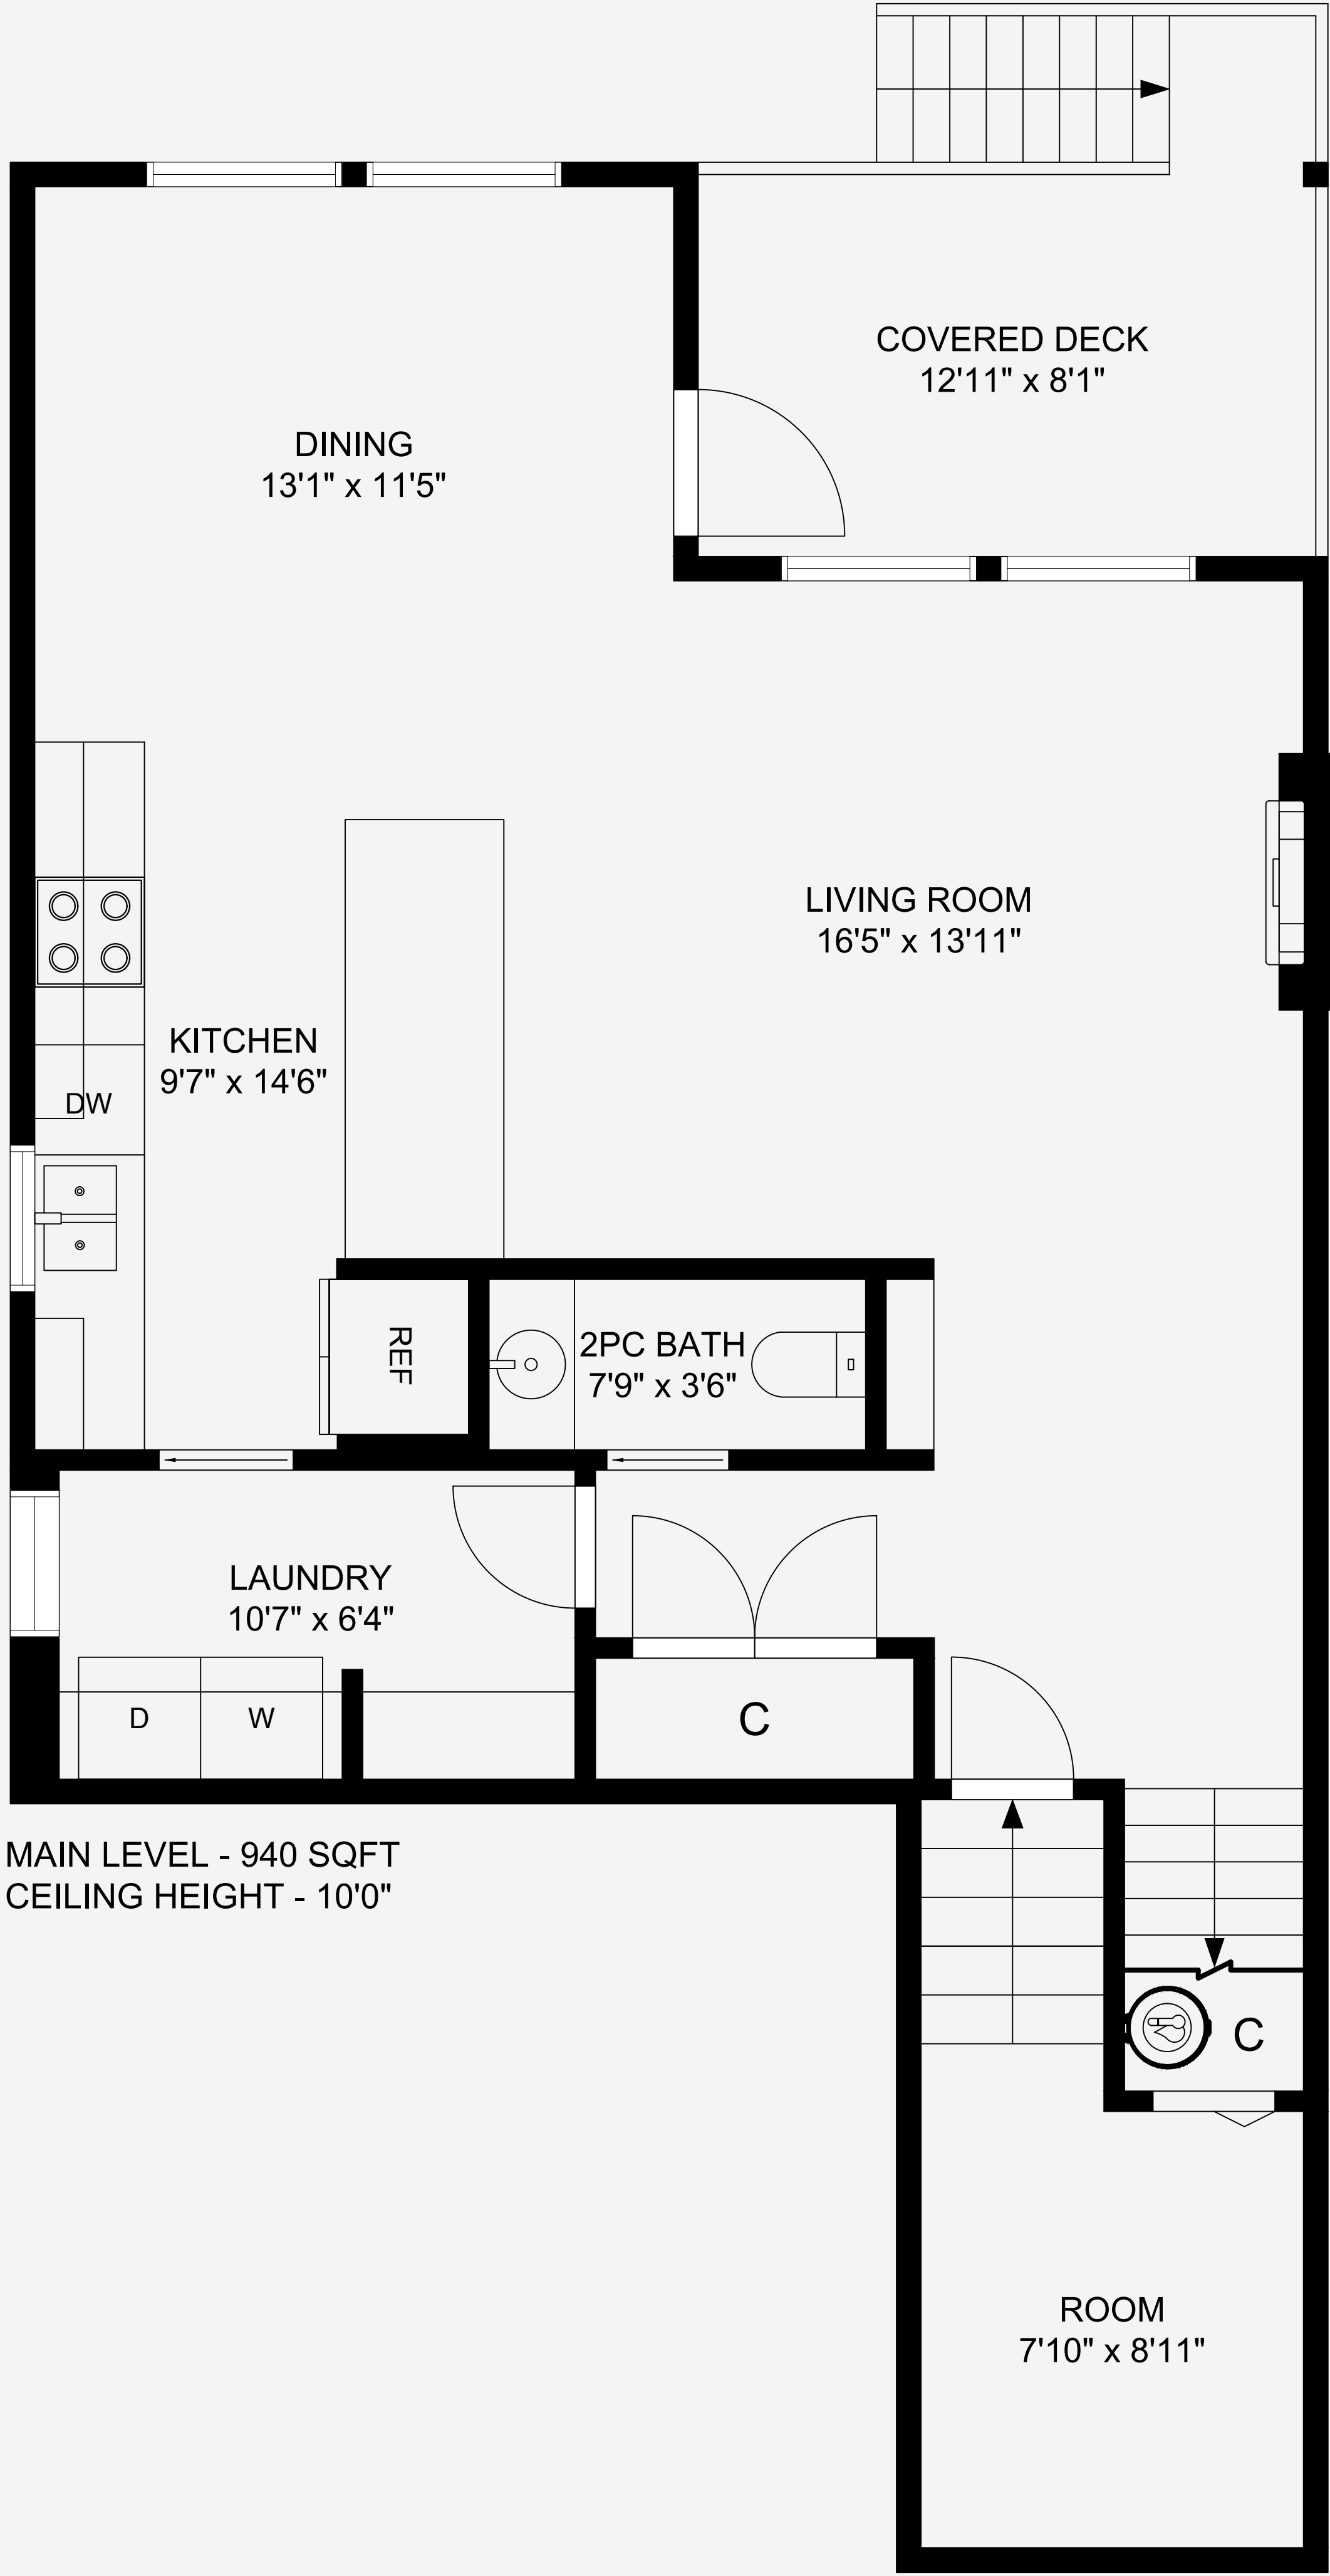 COVERED DECK
12'11" x 8'1"
DINING
13'1" x 11'5"
LIVING ROOM
16'5" x 13'11"
KITCHEN
9'7" x 14'6"
DW
REF
2PC BATH
7'9" x 3'6"
LAUNDRY
10'7" x 6'4"
D
W
C
MAIN LEVEL - 940 SQFT
CEILING HEIGHT - 10'0"
C
ROOM
7'10" x 8'11"